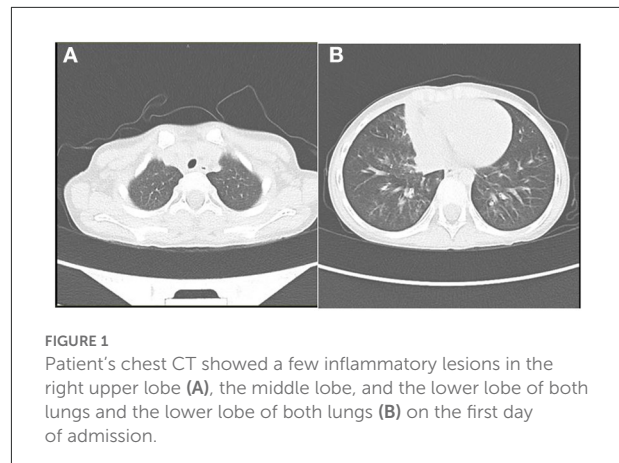 A
B
FIGURE 1
Patient's chest CT showed a few inflammatory lesions in the
right upper lobe (A), the middle lobe, and the lower lobe of both
lungs and the lower lobe of both lungs (B) on the first day
of admission.